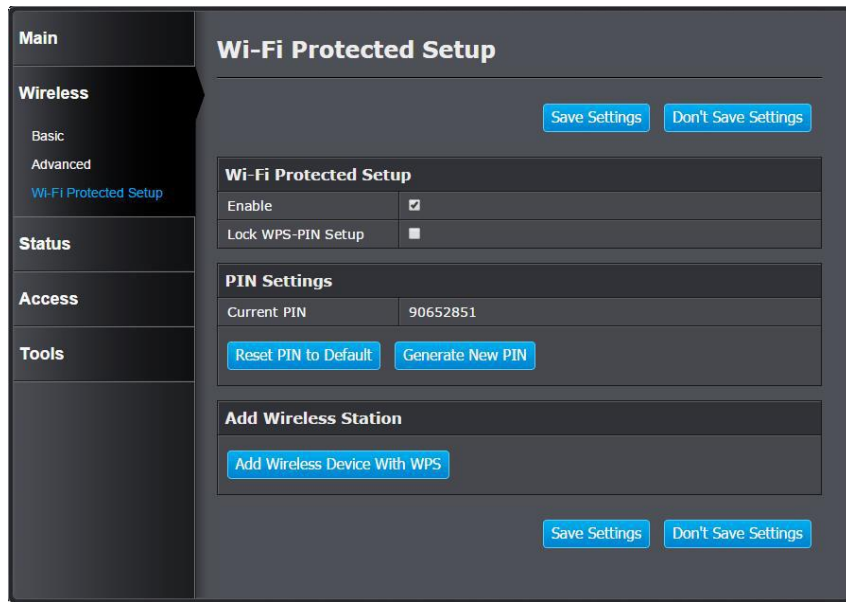 Main
Wireless
Basic
Advanced
Wi-Fi Protected Setup
Status
Access
Tools
Wi-Fi Protected Setup
Save Settings Don't Save Settings
Wi-Fi Protected Setup
Enable
Lock WPS-PIN Setup
PIN Settings
Current PIN 90652851
Reset PIN to Default Generate New PIN
Add Wireless Station
Add Wireless Device With WPS
Save Settings Don't Save Settings